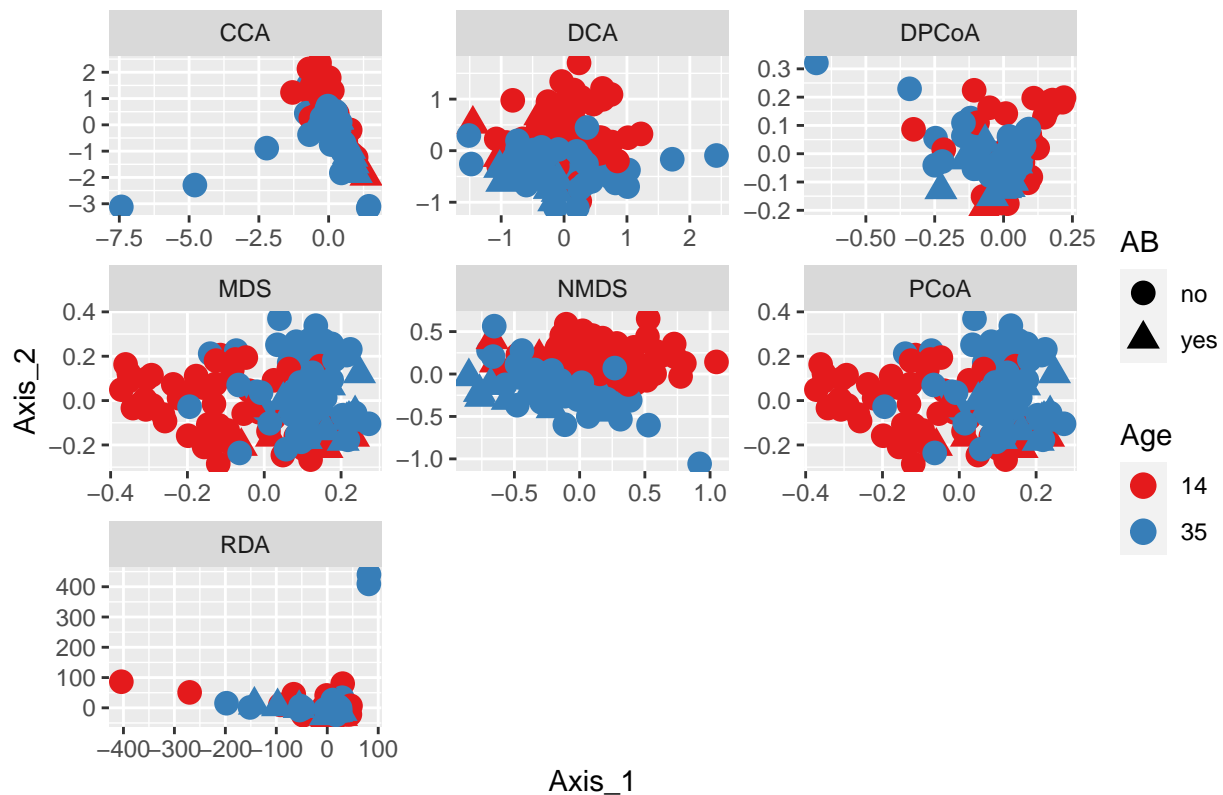 CCA DCA DPCoA
2
1
0
−1
−2
−3
−7.5 −5.0 −2.5 0.0
1
0
−1
−1 0 1 2
0.3
0.2
0.1
0.0
−0.1
−0.2
−0.50 −0.25 0.00 0.25
MDS NMDS PCoA
0.4
0.2
0.0
−0.2
−0.4 −0.2 0.0 0.2
0.5
0.0
−0.5
−1.0
−0.5 0.0 0.5 1.0
0.4
0.2
0.0
−0.2
−0.4 −0.2 0.0 0.2
RDA
400
300
200
100
0
−400 −300 −200 −100 0 100
Axis_2
Axis_1
AB
no
yes
Age
14
35